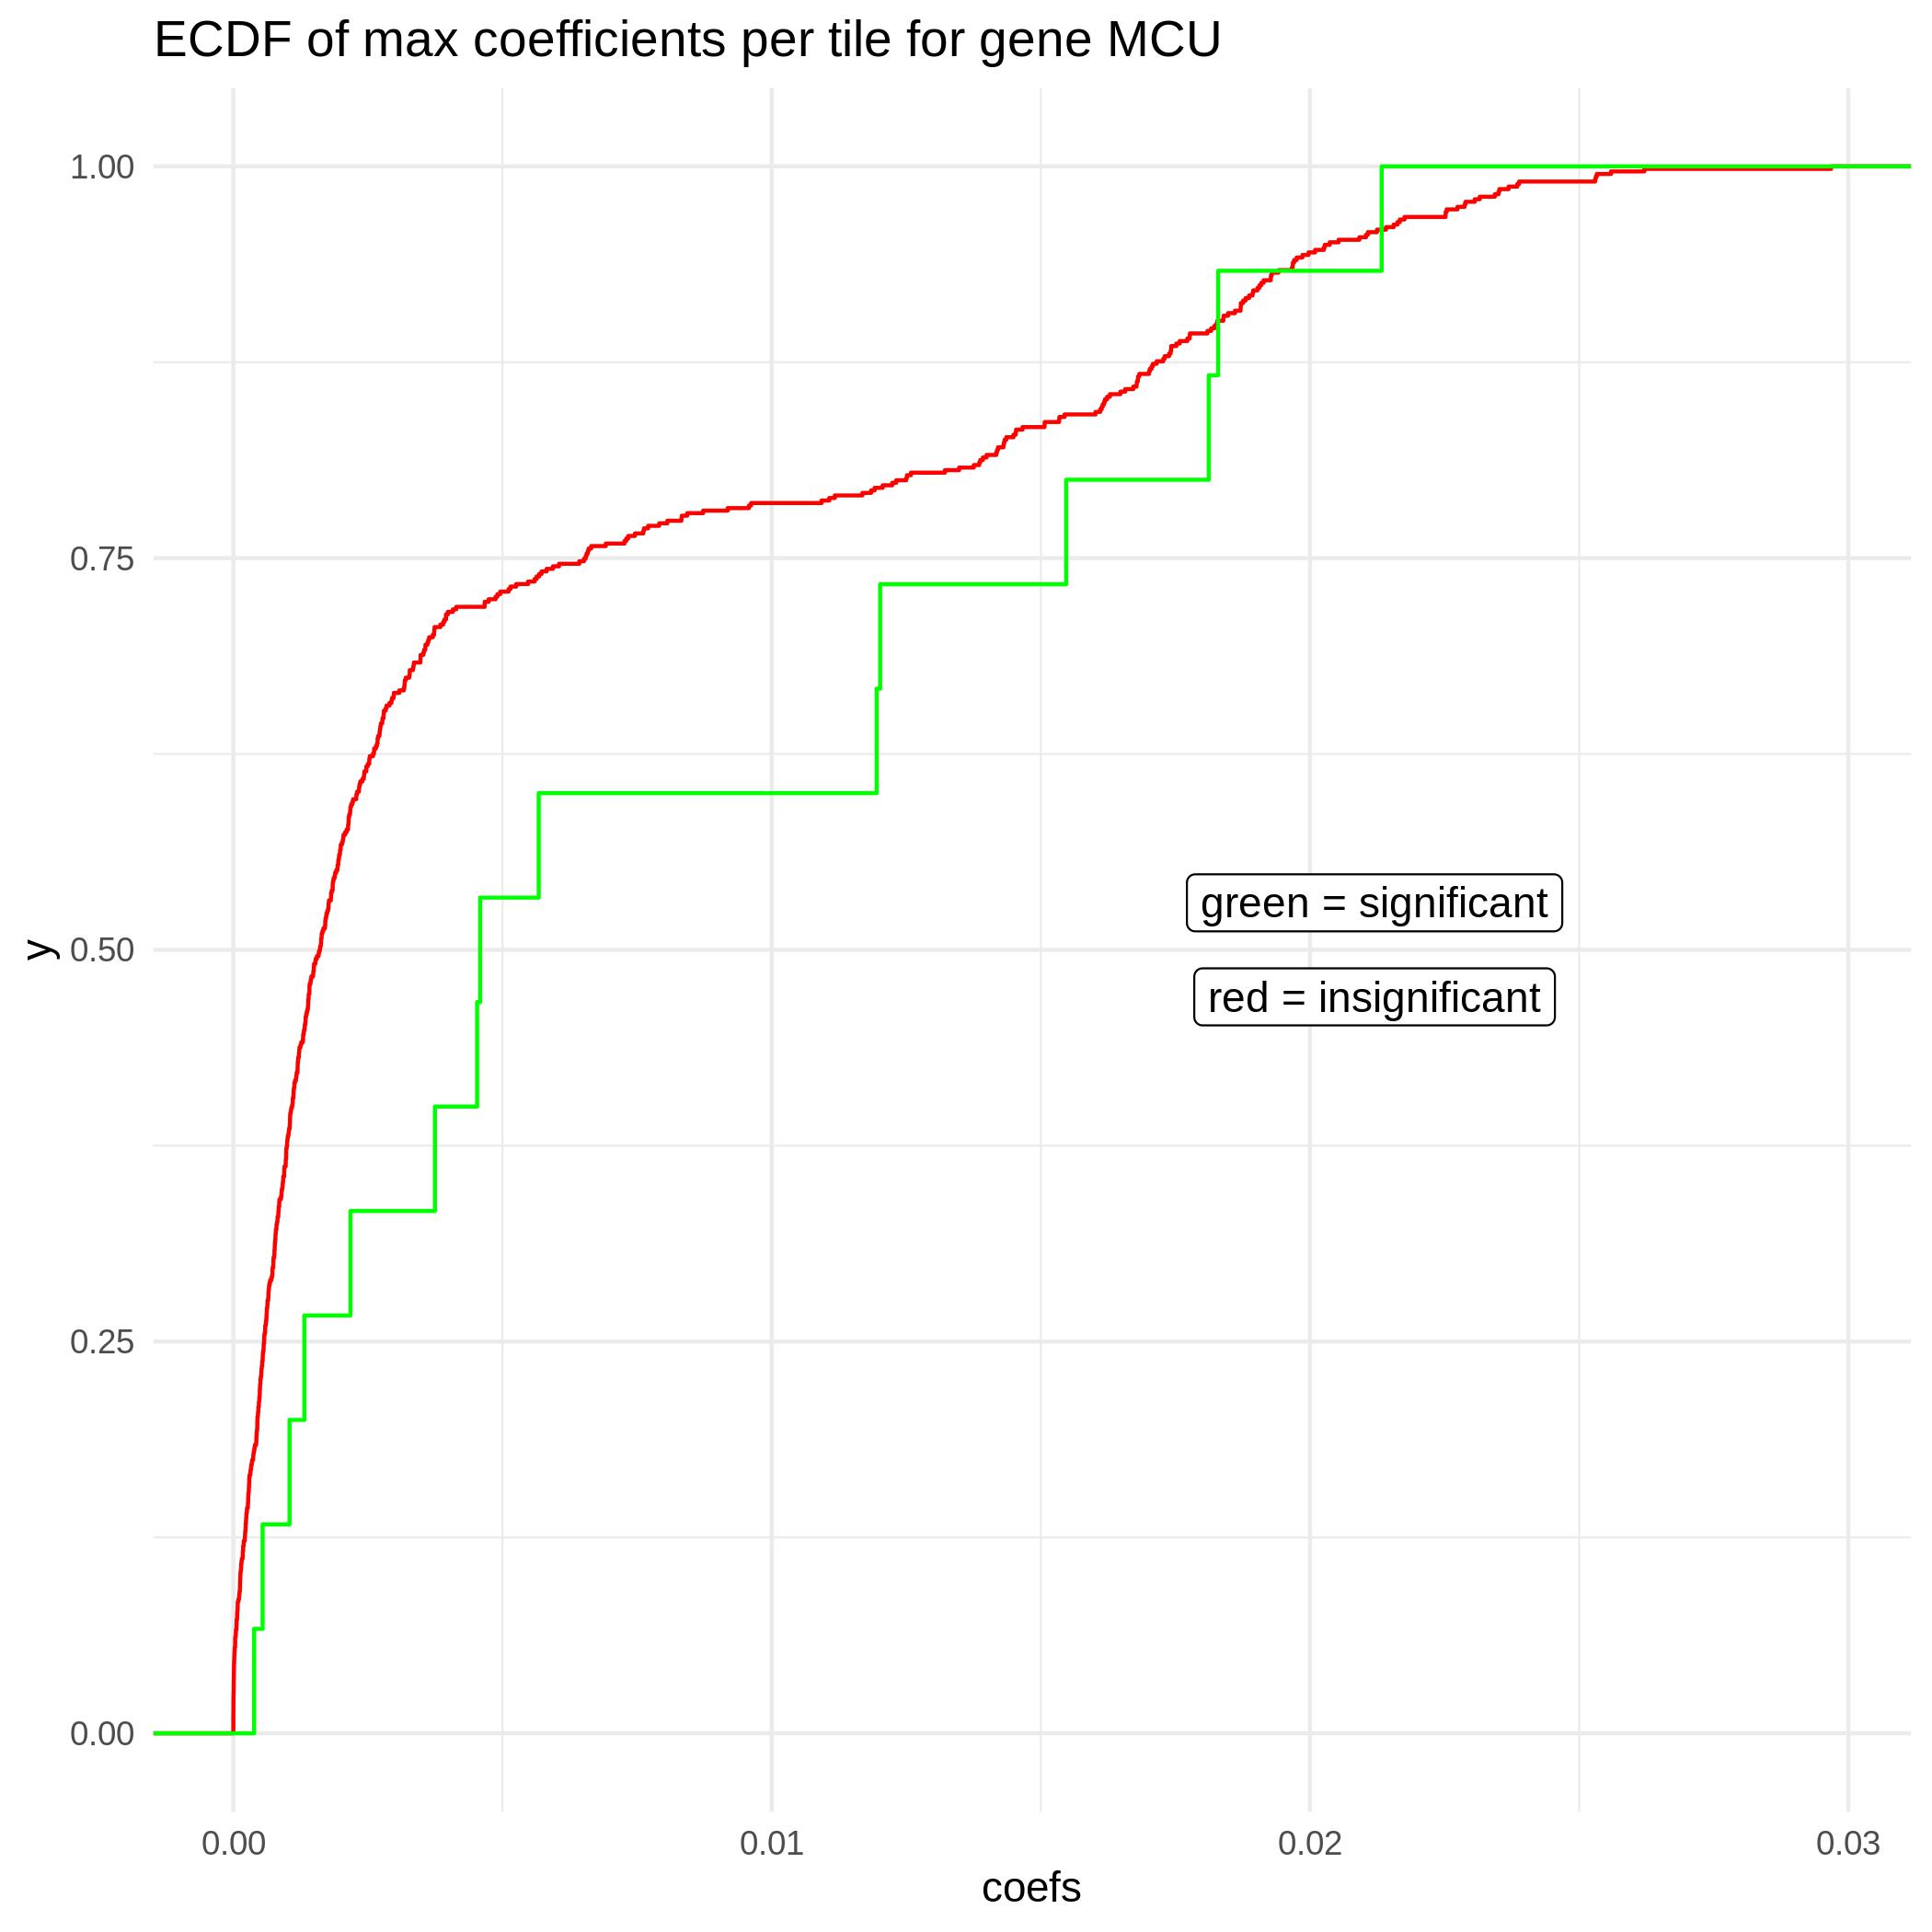 ECDF of max coefficients per tile for gene MCU
1.00
0.75
0.50
0.25
0.00
y
green = significant
red = insignificant
0.00 0.01 0.02 0.03
coefs